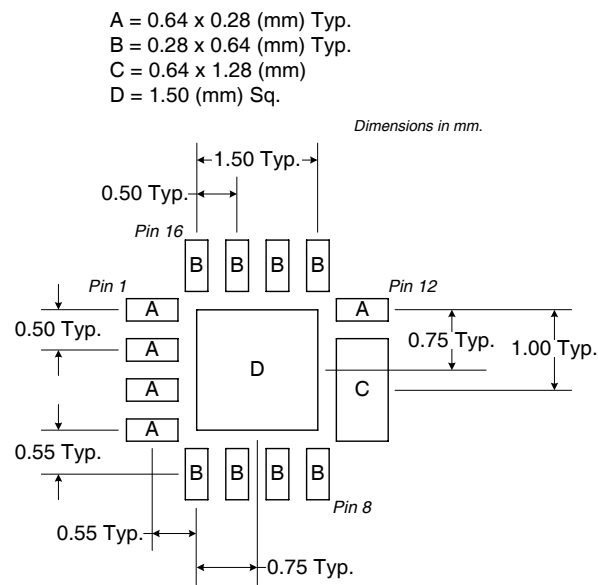 A = 0.64 x 0.28 (mm) Typ.
B = 0.28 x 0.64 (mm) Typ.
C = 0.64 x 1.28 (mm)
D = 1.50 (mm) Sq.
Dimensions in mm.
1.50 Typ.
0.50 Typ.
Pin 16
B B B B
Pin 1
Pin 12
A
A
0.50 Typ.
0.75 Typ.
1.00 Typ.
A
D
C
A
A
0.55 Typ.
B B B B
Pin 8
0.55 Typ.
0.75 Typ.